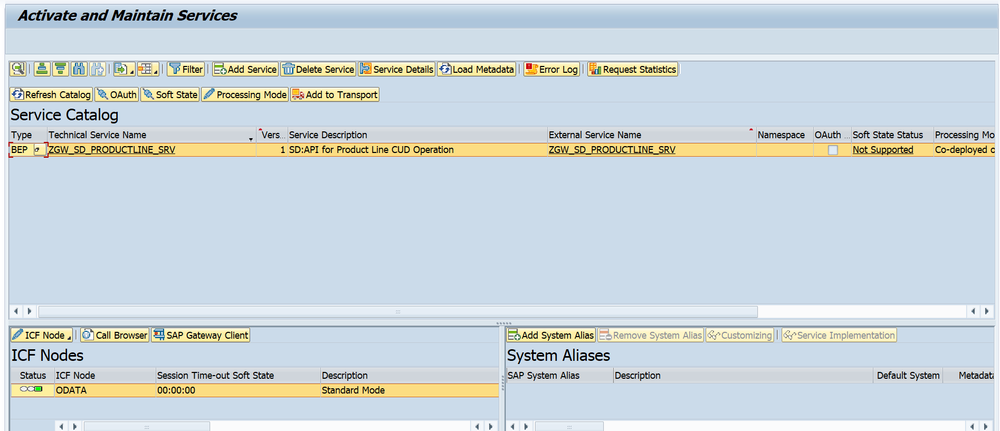 Activate and Maintain Services
Filter Add Service Delete Service Service Details Load Metadata Error Log Request Statistics
Refresh Catalog OAuth Soft State Processing Mode Add to Transport
Service Catalog
Type Technical Service Name Vers... Service Description External Service Name Namespace OAuth ... Soft State Status Processing Mo
BEP ZGW_SD_PRODUCTLINE_SRV 1 SD:API for Product Line CUD Operation ZGW_SD_PRODUCTLINE_SRV Not Supported Co-deployed o
ICF Node Call Browser SAP Gateway Client
ICF Nodes
Status ICF Node Session Time-out Soft State Description
ODATA 00:00:00 Standard Mode
Add System Alias Remove System Alias Customizing Service Implementation
System Aliases
SAP System Alias Description Default System Metadata